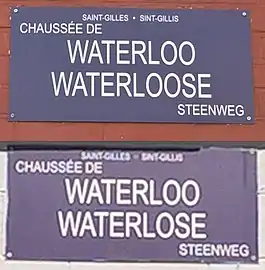 SAINT-GILLES • SINT-GILLIS
CHAUSSÉE DE
WATERLOO
WATERLOOSE
STEENWEG
SAINT-GILLES • SINT-GILLIS
CHAUSSÉE DE
WATERLOO
WATERLOSE
STEENWEG